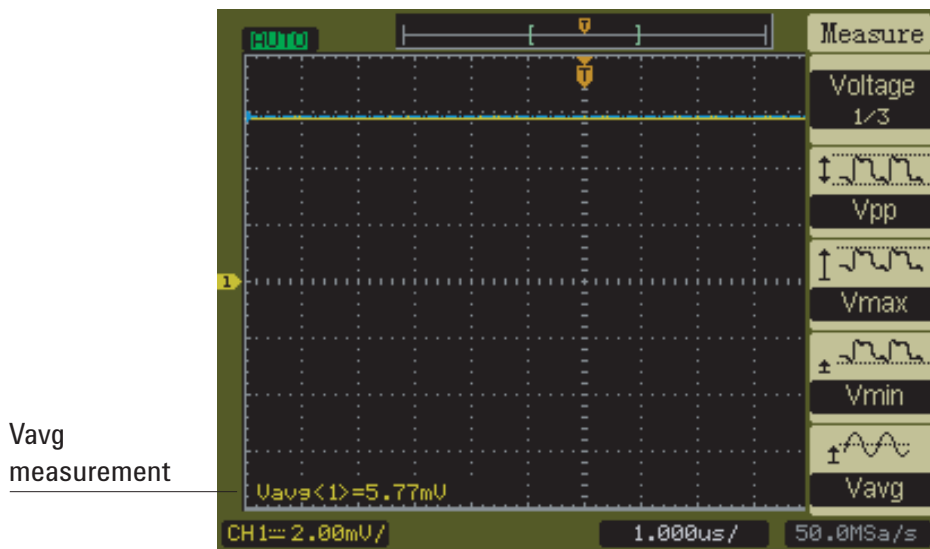 AUTO
T
Measure
T
Voltage
1/3
Vpp
Vmax
1
Vmin
Vavg
measurement
Vavg<1>=5.77mV
Vavg
CH1 2.00mV/
1.000us/
50.0MSa/s